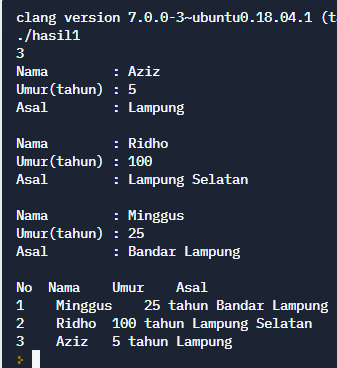 clang version 7.0.0-3~ubuntu0.18.04.1 (t
./hasil1
3
Nama        : Aziz
Umur(tahun) : 5
Asal        : Lampung

Nama        : Ridho
Umur(tahun) : 100
Asal        : Lampung Selatan

Nama        : Minggus
Umur(tahun) : 25
Asal        : Bandar Lampung

No  Nama    Umur    Asal
1    Minggus    25 tahun Bandar Lampung
2    Ridho  100 tahun Lampung Selatan
3    Aziz   5 tahun Lampung
>